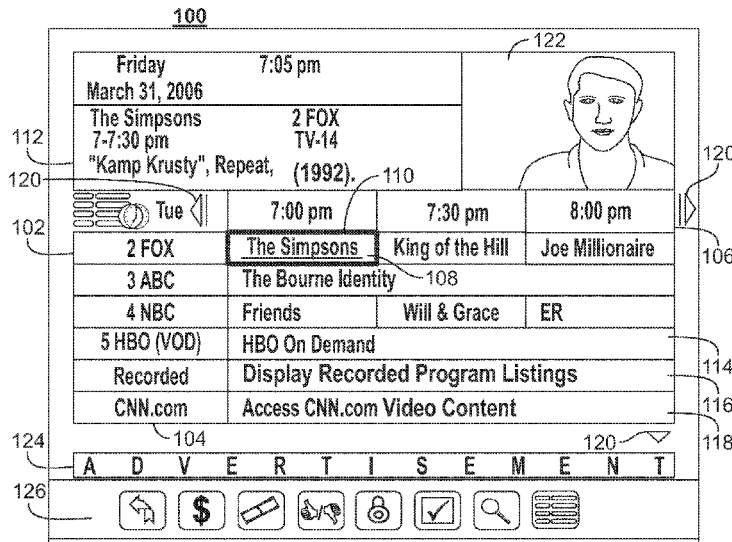 100
122
Friday 7:05 pm
March 31, 2006
The Simpsons 2 FOX
7-7:30 pm TV-14
"Kamp Krusty", Repeat, (1992).
112
110
120
120
Tue 7:00 pm 7:30 pm 8:00 pm
102
106
2 FOX The Simpsons King of the Hill Joe Millionaire
3 ABC The Bourne Identity
108
4 NBC Friends Will & Grace ER
5 HBO (VOD) HBO On Demand
114
Recorded Display Recorded Program Listings
116
CNN.com Access CNN.com Video Content
118
104
120
124
A D V E R T I S E M E N T
126
$